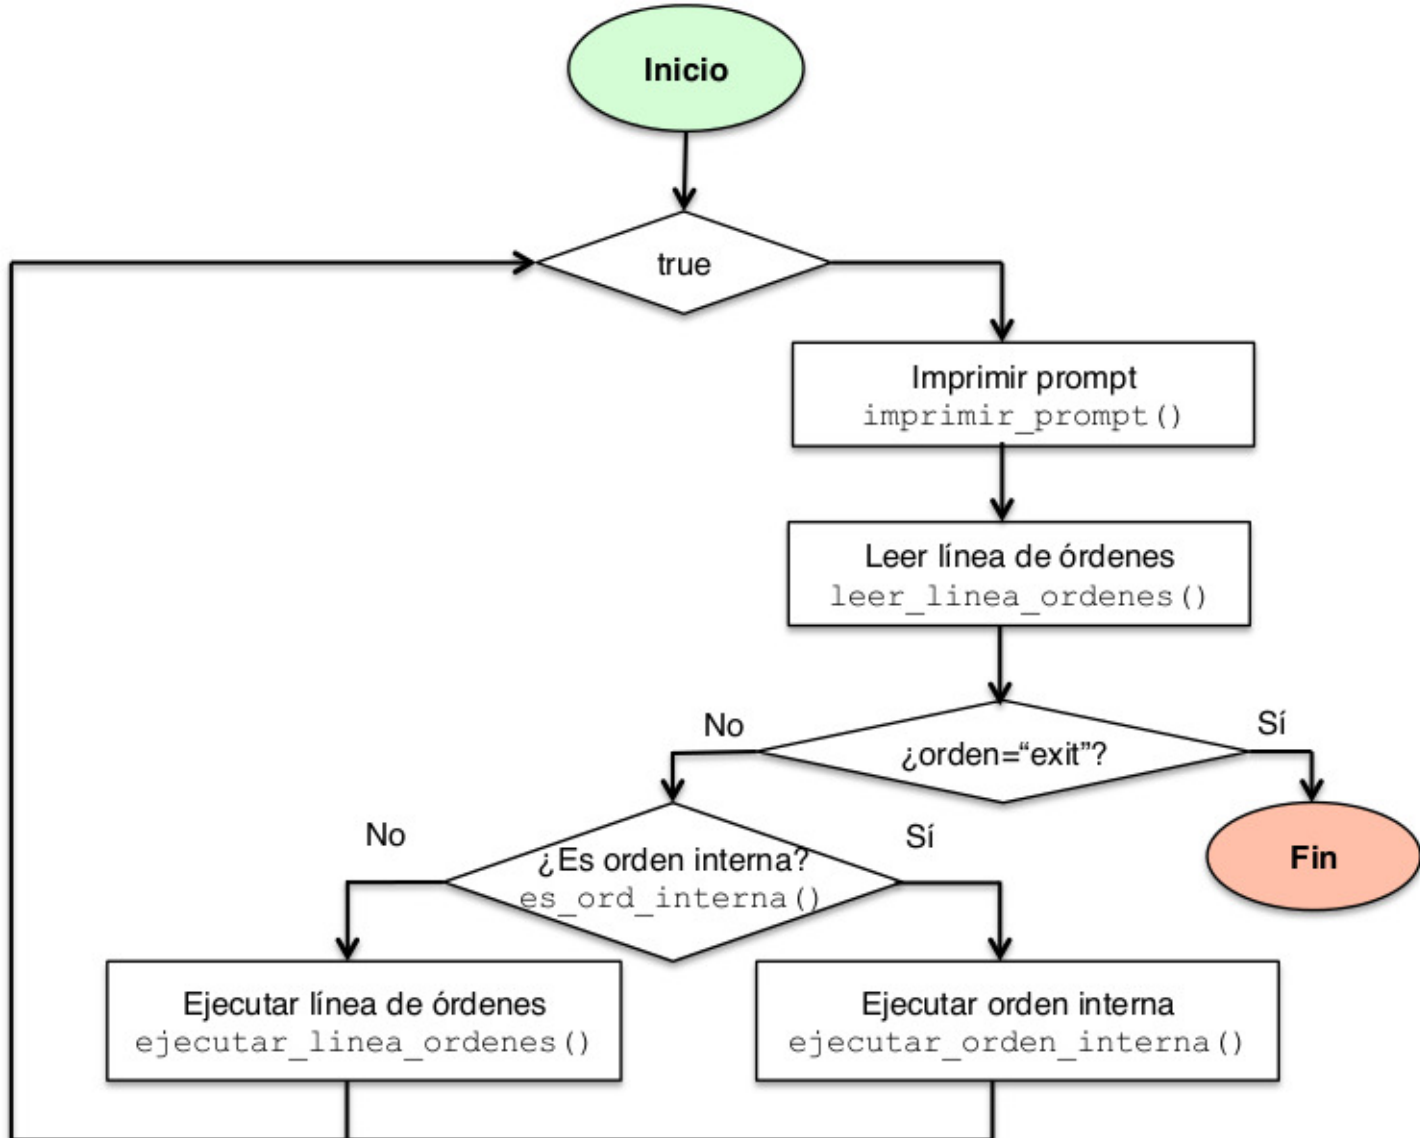 Inicio
true
Imprimir prompt
imprimir_prompt()
Leer línea de órdenes
leer_linea_ordenes()
No
Sí
¿orden=“exit”?
No
Sí
¿Es orden interna?
es_ord_interna()
Fin
Ejecutar línea de órdenes
ejecutar_linea_ordenes()
Ejecutar orden interna
ejecutar_orden_interna()